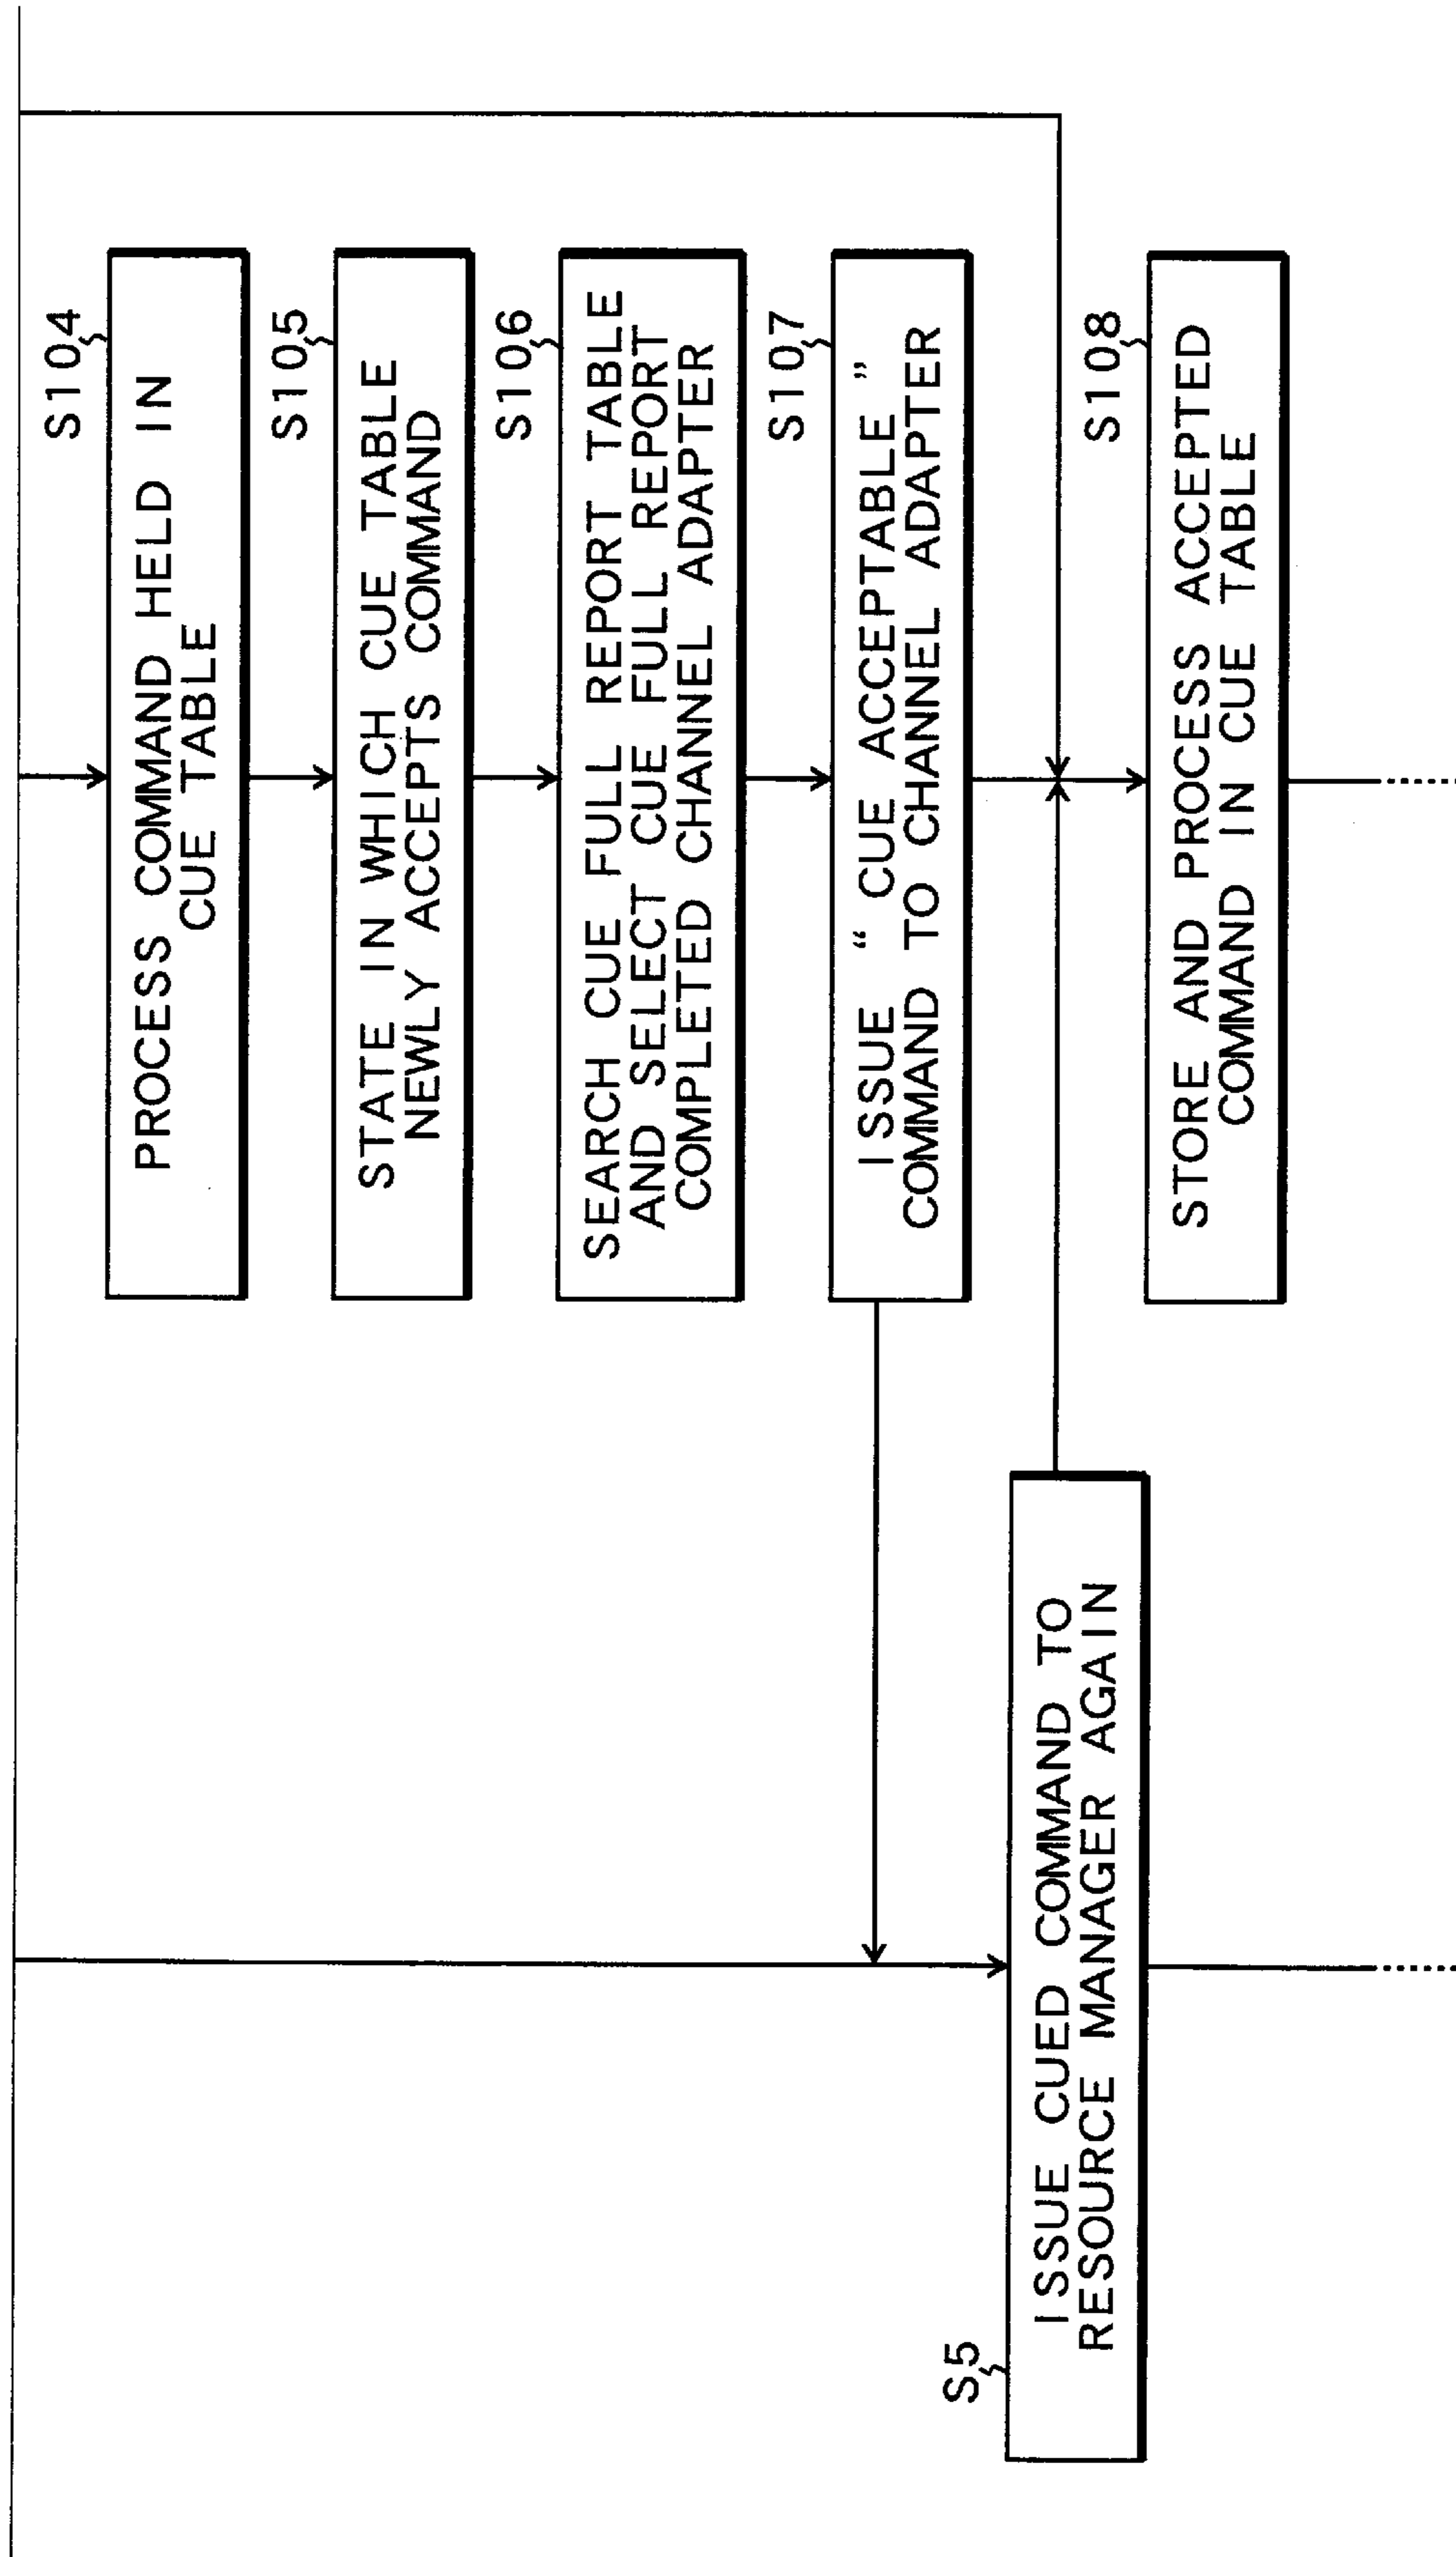 S104
PROCESS COMMAND HELD IN
CUE TABLE
S105
STATE IN WHICH CUE TABLE
NEWLY ACCEPTS COMMAND
S106
SEARCH CUE FULL REPORT TABLE
AND SELECT CUE FULL REPORT
COMPLETED CHANNEL ADAPTER
S107
ISSUE “ CUE ACCEPTABLE ”
COMMAND TO CHANNEL ADAPTER
S5
ISSUE CUED COMMAND TO
RESOURCE MANAGER AGAIN
S108
STORE AND PROCESS ACCEPTED
COMMAND IN CUE TABLE